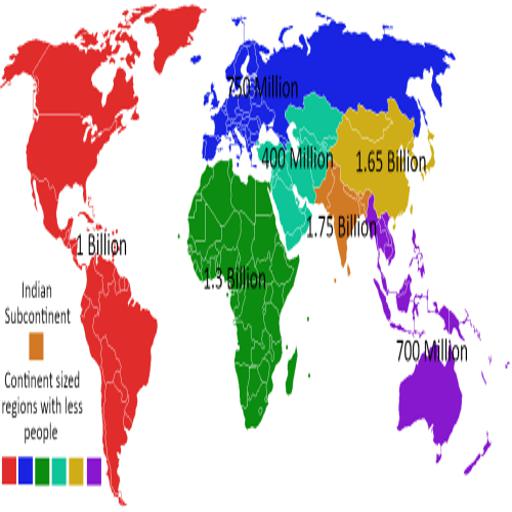 750 Million
400 Million
1.65 Billion
1.75 Billion
1 Billion
1.3 Billion
Indian
Subcontinent
700 Million
Continent sized
regions with less
people